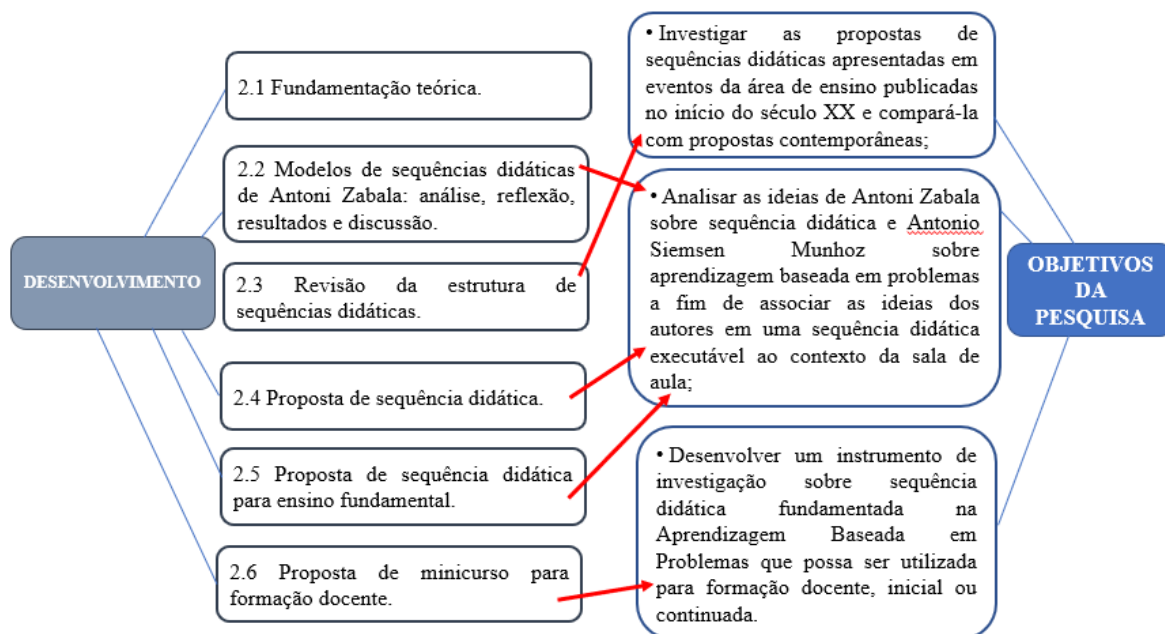 DESENVOLVIMENTO
2.1 Fundamentação teórica.
2.2 Modelos de sequências didáticas
de Antoni Zabala: análise, reflexão,
resultados e discussão.
2.3 Revisão da estrutura de
sequências didáticas.
2.4 Proposta de sequência didática.
2.5 Proposta de sequência didática
para ensino fundamental.
2.6 Proposta de minicurso para
formação docente.
• Investigar as propostas de
sequências didáticas apresentadas em
eventos da área de ensino publicadas
no início do século XX e compará-la
com propostas contemporâneas;
• Analisar as ideias de Antoni Zabala
sobre sequência didática e Antonio
Siemsen Munhoz sobre
aprendizagem baseada em problemas
a fim de associar as ideias dos
autores em uma sequência didática
executável ao contexto da sala de
aula;
• Desenvolver um instrumento de
investigação sobre sequência
didática fundamentada na
Aprendizagem Baseada em
Problemas que possa ser utilizada
para formação docente, inicial ou
continuada.
OBJETIVOS
DA
PESQUISA